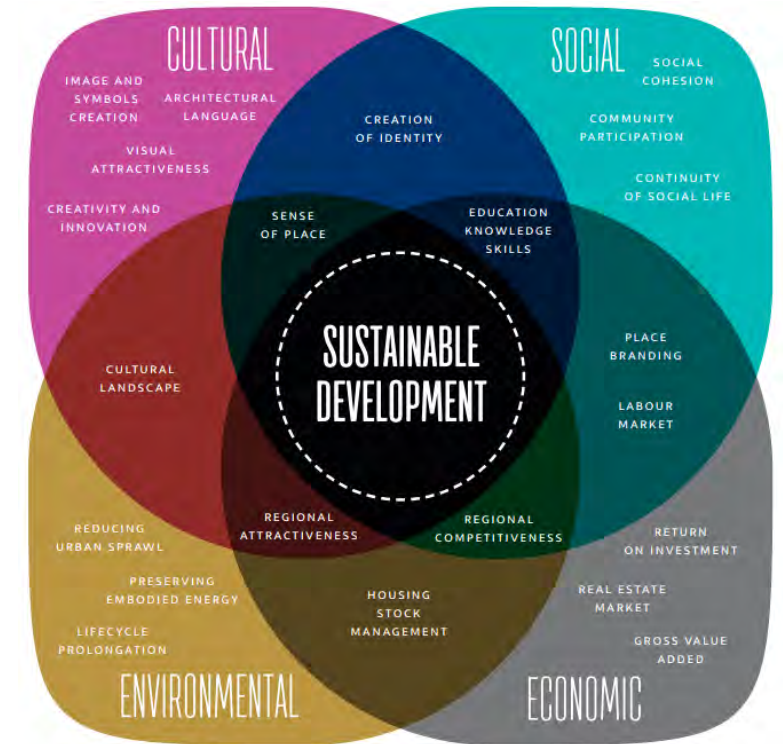 CULTURAL
IMAGE AND
SYMBOLS
CREATION
ARCHITECTURAL
LANGUAGE
VISUAL
ATTRACTIVENESS
CREATIVITY AND
INNOVATION
CREATION
OF IDENTITY
SOCIAL
SOCIAL
COHESION
COMMUNITY
PARTICIPATION
CONTINUITY
OF SOCIAL LIFE
SENSE
OF PLACE
EDUCATION
KNOWLEDGE
SKILLS
CULTURAL
LANDSCAPE
SUSTAINABLE
DEVELOPMENT
PLACE
BRANDING
LABOUR
MARKET
REGIONAL
ATTRACTIVENESS
REGIONAL
COMPETITIVENESS
REDUCING
URBAN SPRAWL
PRESERVING
EMBODIED ENERGY
LIFECYCLE
PROLONGATION
ENVIRONMENTAL
HOUSING
STOCK
MANAGEMENT
RETURN
ON INVESTMENT
REAL ESTATE
MARKET
GROSS VALUE
ADDED
ECONOMIC